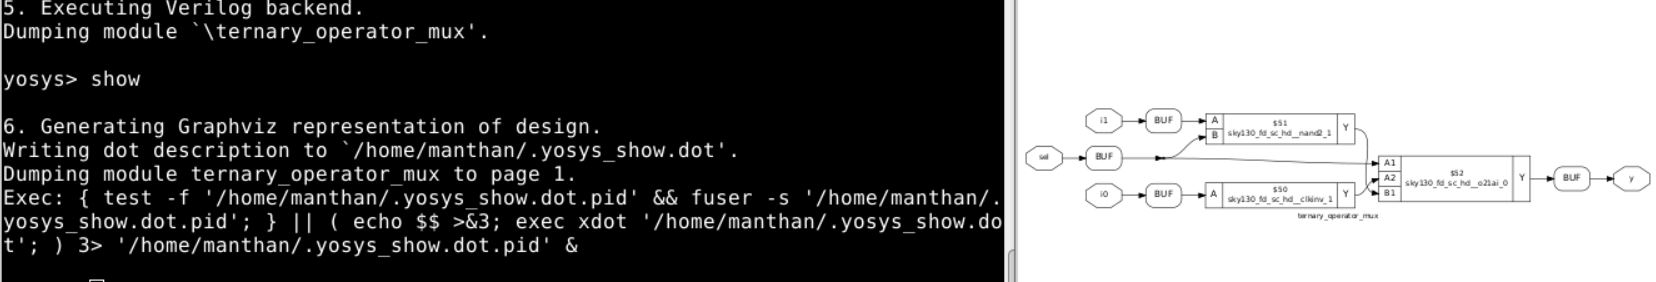 5. Executing Verilog backend.
Dumping module `\ternary_operator_mux'.
yosys> show
6. Generating Graphviz representation of design.
Writing dot description to `/home/manthan/.yosys_show.dot'.
Dumping module ternary_operator_mux to page 1.
Exec: { test -f '/home/manthan/.yosys_show.dot.pid' && fuser -s '/home/manthan/.
yosys_show.dot.pid'; } || ( echo $$ >&3; exec xdot '/home/manthan/.yosys_show.do
t'; ) 3> '/home/manthan/.yosys_show.dot.pid' &
i1
BUF
A
B
$51
sky130_fd_sc_hd__nand2_1
Y
sel
BUF
i0
BUF
A
$50
sky130_fd_sc_hd__clkinv_1
Y
A1
A2
B1
$52
sky130_fd_sc_hd__o21ai_0
Y
BUF
y
ternary_operator_mux